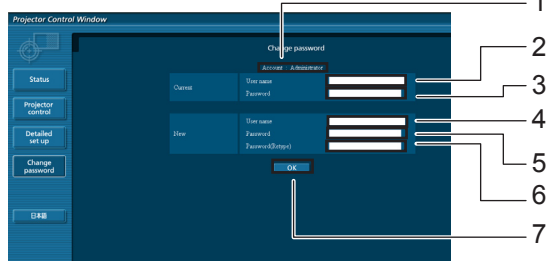 Projector Control Window
1
Change password
2
Account : Administrator
Status
Current
User name
Password
3
Projector
control
4
User name
New
Password
Detailed
set up
Password(Retype)
5
Change
password
OK
6
日本語
7